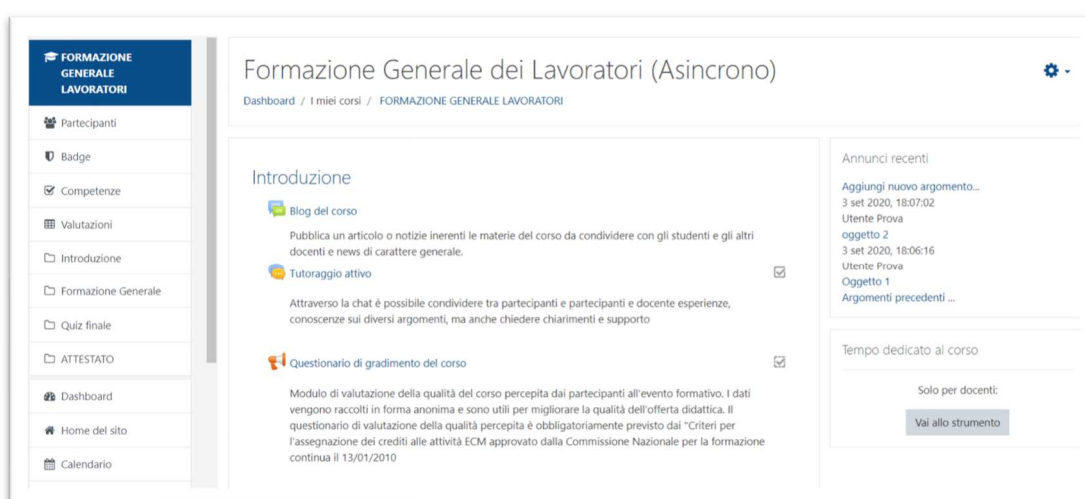 FORMAZIONE
GENERALE
LAVORATORI
Partecipanti
Badge
Competenze
Valutazioni
Introduzione
Formazione Generale
Quiz finale
ATTESTATO
Dashboard
Home del sito
Calendario
Formazione Generale dei Lavoratori (Asincrono)
Dashboard / I miei corsi / FORMAZIONE GENERALE LAVORATORI
Introduzione
Blog del corso
Pubblica un articolo o notizie inerenti le materie del corso da condividere con gli studenti e gli altri
docenti e news di carattere generale.
Tutoraggio attivo
Attraverso la chat è possibile condividere tra partecipanti e partecipanti e docente esperienze,
conoscenze sui diversi argomenti, ma anche chiedere chiarimenti e supporto
Questionario di gradimento del corso
Modulo di valutazione della qualità del corso percepita dai partecipanti all'evento formativo. I dati
vengono raccolti in forma anonima e sono utili per migliorare la qualità dell'offerta didattica. Il
questionario di valutazione della qualità percepita è obbligatoriamente previsto dai "Criteri per
l'assegnazione dei crediti alle attività ECM approvato dalla Commissione Nazionale per la formazione
continua il 13/01/2010
Annunci recenti
Aggiungi nuovo argomento...
3 set 2020, 18:07:02
Utente Prova
oggetto 2
3 set 2020, 18:06:16
Utente Prova
Oggetto 1
Argomenti precedenti ...
Tempo dedicato al corso
Solo per docenti:
Vai allo strumento